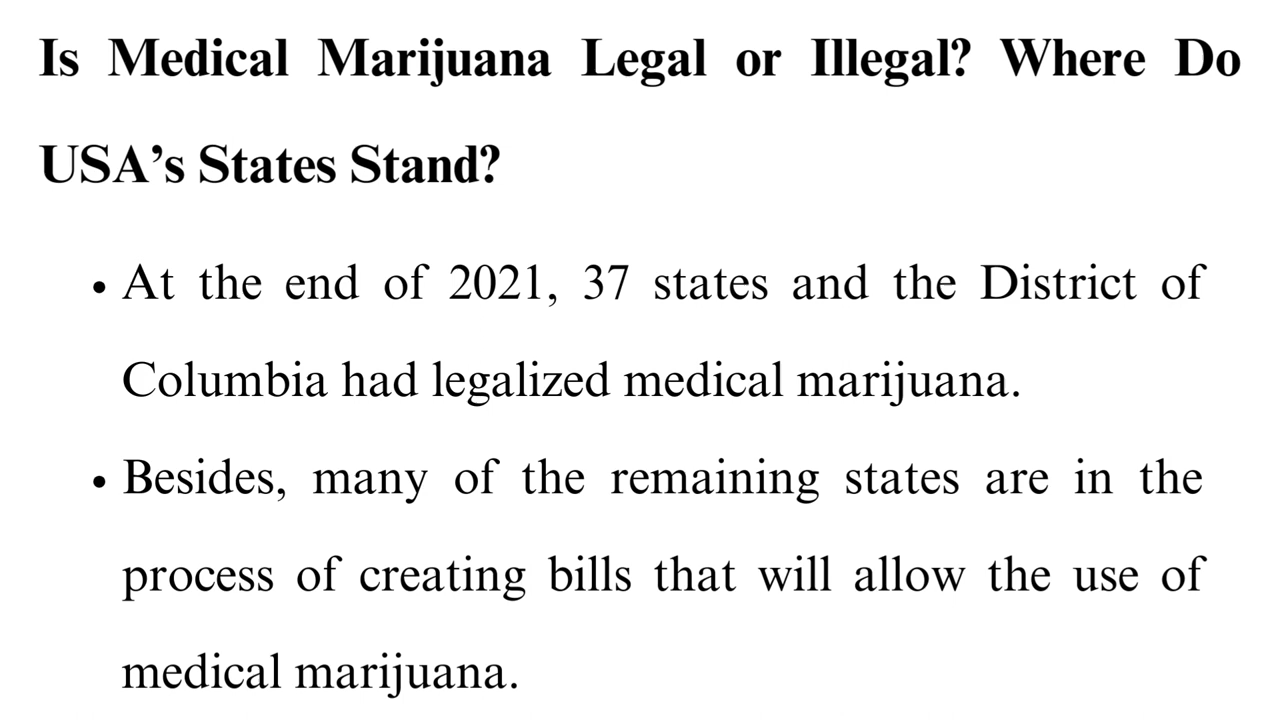 Is Medical Marijuana Legal or Illegal? Where Do
USA’s States Stand?
• At the end of 2021, 37 states and the District of
Columbia had legalized medical marijuana.
• Besides, many of the remaining states are in the
process of creating bills that will allow the use of
medical marijuana.